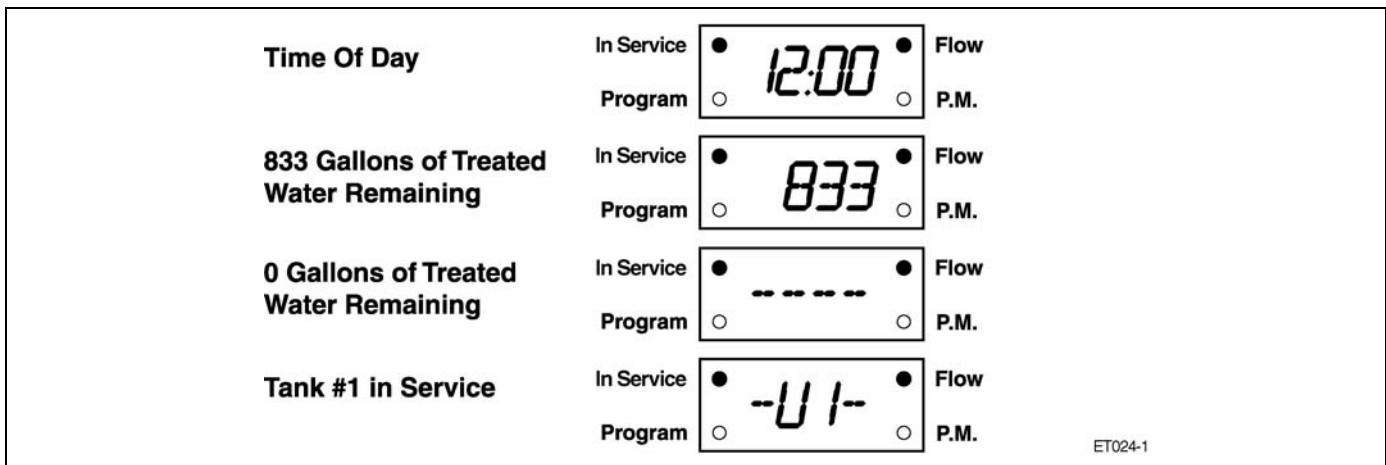 Time Of Day
In Service 12:00 Flow
Program P.M.
833 Gallons of Treated
Water Remaining
In Service 833 Flow
Program P.M.
0 Gallons of Treated
Water Remaining
In Service ---- Flow
Program P.M.
Tank #1 in Service
In Service -U1- Flow
Program P.M.
ET024-1